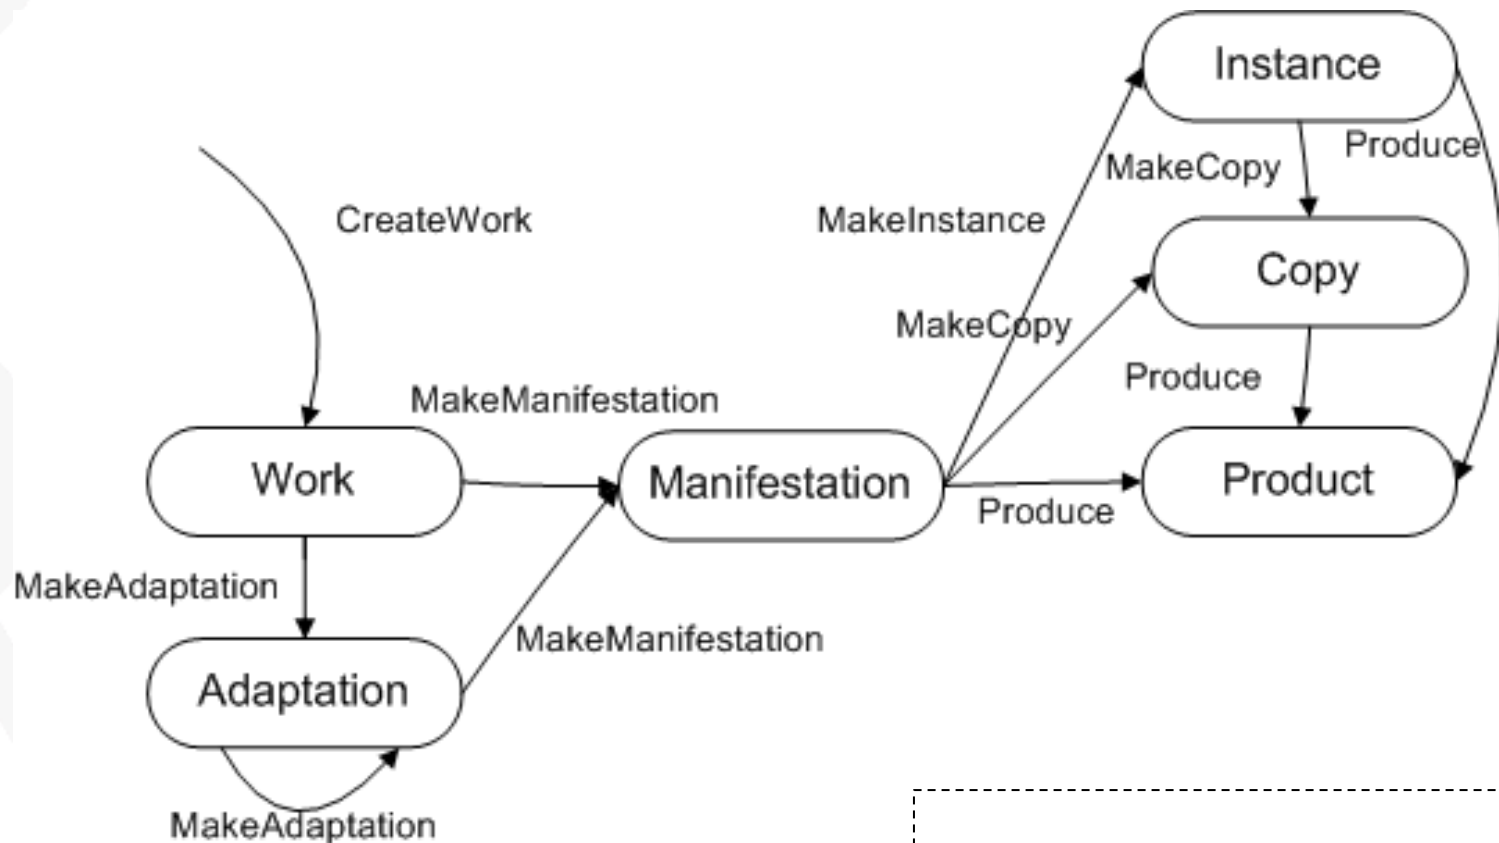 Instance
Produce
MakeCopy
CreateWork
MakeInstance
Copy
MakeCopy
Produce
MakeManifestation
Work
Manifestation
Product
Produce
MakeAdaptation
MakeManifestation
Adaptation
MakeAdaptation